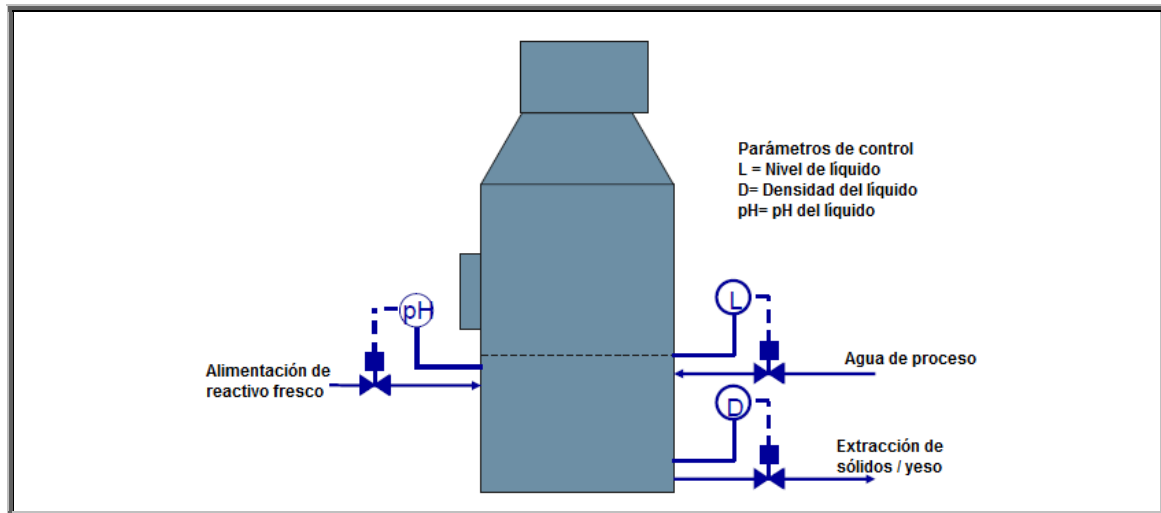 Parámetros de control
L = Nivel de líquido
D= Densidad del líquido
pH= pH del líquido
pH
L
Alimentación de
reactivo fresco
Agua de proceso
D
Extracción de
sólidos / yeso